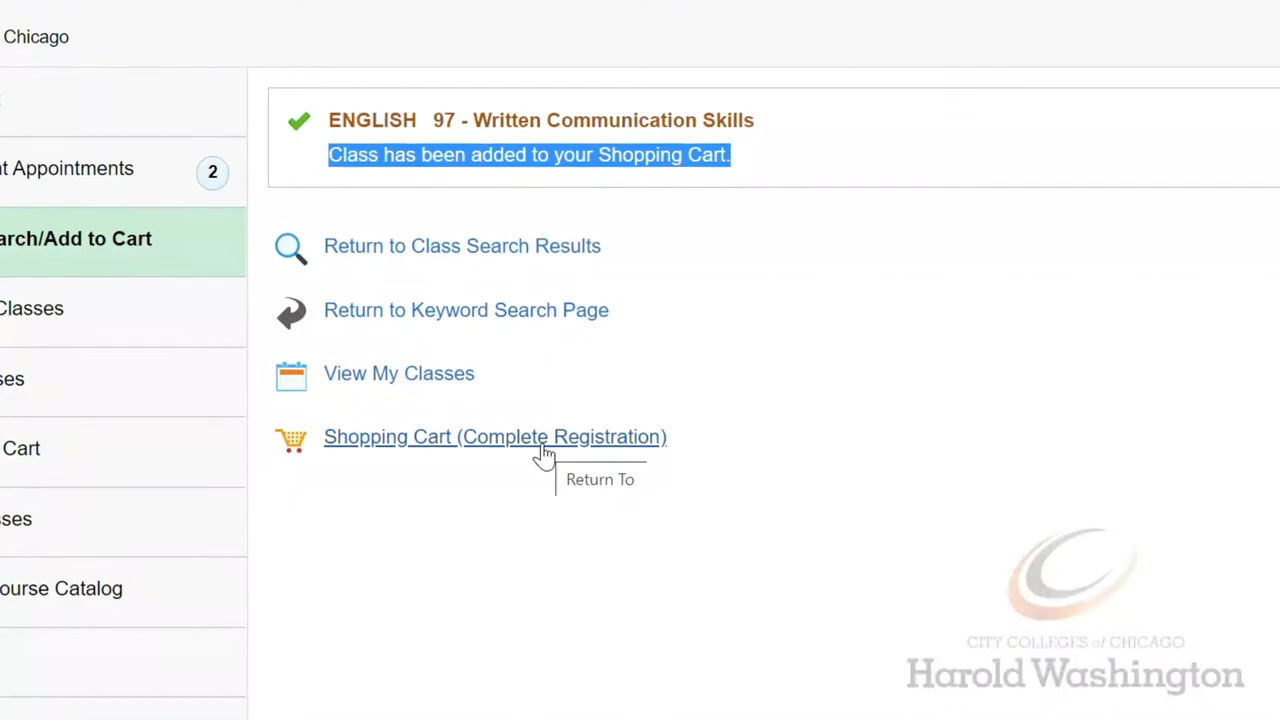 Chicago
nt Appointments
2
arch/Add to Cart
Classes
ses
Cart
sses
ourse Catalog
ENGLISH 97 - Written Communication Skills
Class has been added to your Shopping Cart.
Return to Class Search Results
Return to Keyword Search Page
View My Classes
Shopping Cart (Complete Registration)
Return To
CITY COLLEGES of CHICAGO
Harold Washington